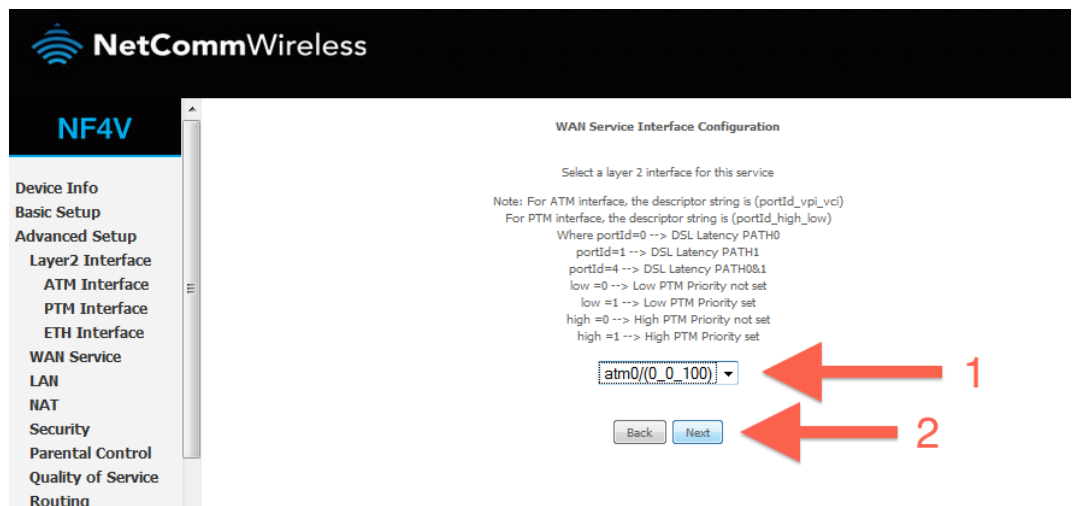 NetCommWireless
NF4V
Device Info
Basic Setup
Advanced Setup
Layer2 Interface
ATM Interface
PTM Interface
ETH Interface
WAN Service
LAN
NAT
Security
Parental Control
Quality of Service
Routing
WAN Service Interface Configuration
Select a layer 2 interface for this service
Note: For ATM interface, the descriptor string is (portId_vpi_vci)
For PTM interface, the descriptor string is (portId_high_low)
Where portId=0 --> DSL Latency PATH0
portId=1 --> DSL Latency PATH1
portId=4 --> DSL Latency PATH0&1
low =0 --> Low PTM Priority not set
low =1 --> Low PTM Priority set
high =0 --> High PTM Priority not set
high =1 --> High PTM Priority set
atm0/(0_0_100)
1
Back Next
2